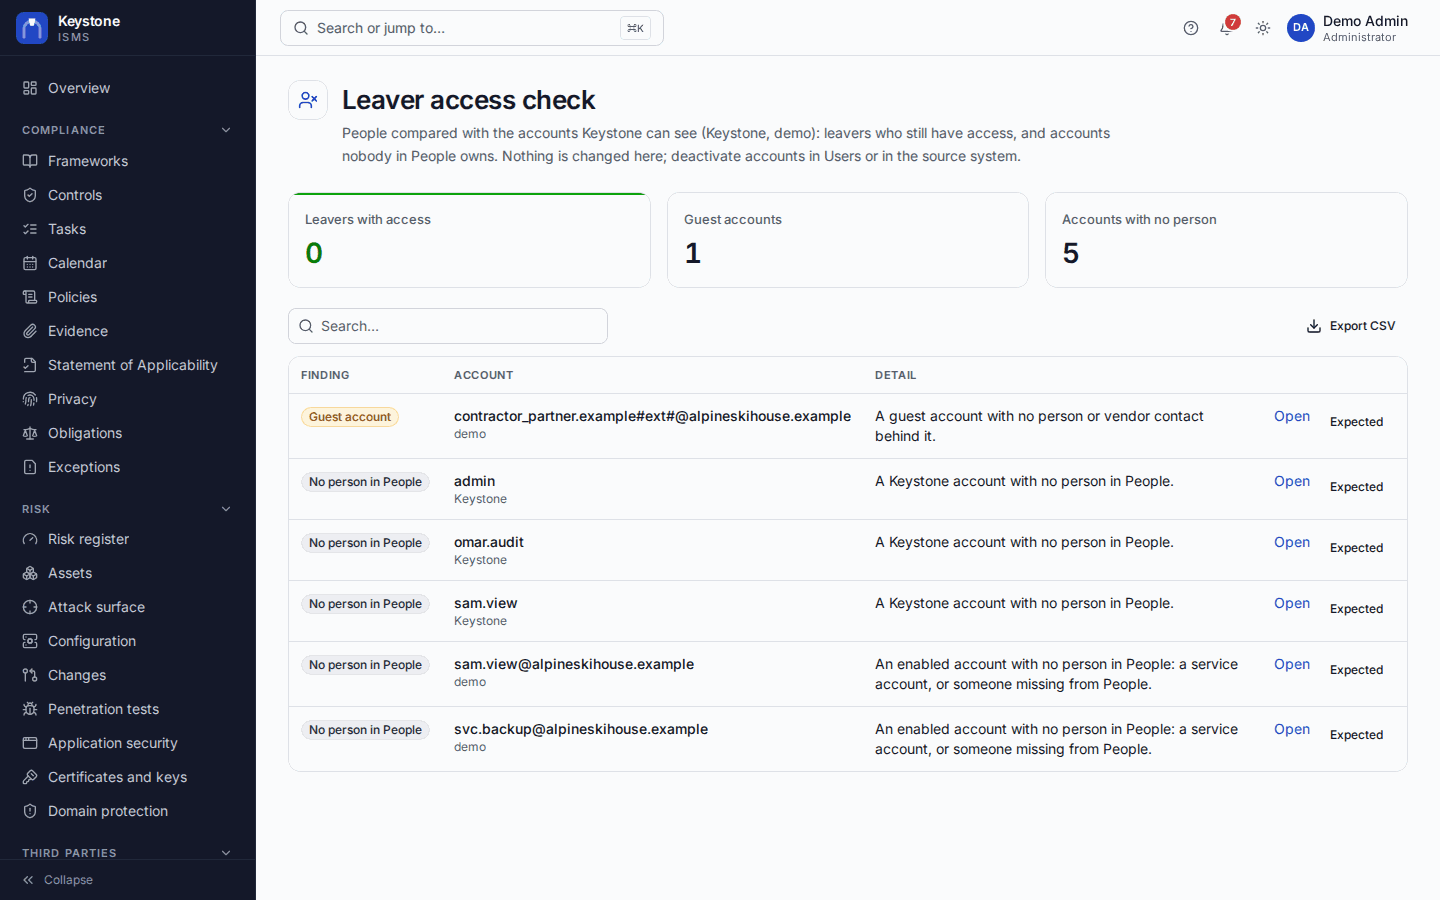 Keystone
ISMS
Search or jump to...
⌘K
7
DA
Demo Admin
Administrator
Overview
COMPLIANCE
Frameworks
Controls
Tasks
Calendar
Policies
Evidence
Statement of Applicability
Privacy
Obligations
Exceptions
RISK
Risk register
Assets
Attack surface
Configuration
Changes
Penetration tests
Application security
Certificates and keys
Domain protection
THIRD PARTIES
Collapse
Leaver access check
People compared with the accounts Keystone can see (Keystone, demo): leavers who still have access, and accounts
nobody in People owns. Nothing is changed here; deactivate accounts in Users or in the source system.
Leavers with access
0
Guest accounts
1
Accounts with no person
5
Search...
Export CSV
FINDING ACCOUNT DETAIL
Guest account contractor_partner.example#ext#@alpineskihouse.example A guest account with no person or vendor contact Open Expected
demo behind it.
No person in People admin A Keystone account with no person in People. Open Expected
Keystone
No person in People omar.audit A Keystone account with no person in People. Open Expected
Keystone
No person in People sam.view A Keystone account with no person in People. Open Expected
Keystone
No person in People sam.view@alpineskihouse.example An enabled account with no person in People: a service Open Expected
demo account, or someone missing from People.
No person in People svc.backup@alpineskihouse.example An enabled account with no person in People: a service Open Expected
demo account, or someone missing from People.